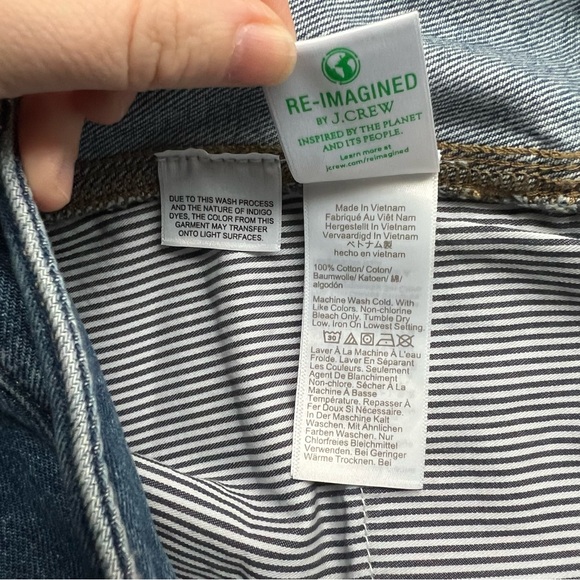 RE-IMAGINED
BY J.CREW
INSPIRED BY THE PLANET
AND ITS PEOPLE.
Learn more at
jcrew.com/reimagined
DUE TO THIS WASH PROCESS
AND THE NATURE OF INDIGO
DYES, THE COLOR FROM THIS
GARMENT MAY TRANSFER
ONTO LIGHT SURFACES.
Made In Vietnam
Fabriqué Au Viêt Nam
Hergestellt In Vietnam
Vervaardigd In Vietnam
ベトナム製
hecho en vietnam
100% Cotton/ Coton/
Baumwolle/ Katoen/ 綿/
algodón
Machine Wash Cold. With
Like Colors. Non-chlorine
Bleach Only. Tumble Dry
Low. Iron On Lowest Setting.
30
Laver À La Machine À L'eau
Froide. Laver En Séparant
Les Couleurs. Seulement
Agent De Blanchiment
Non-chlore. Sécher À La
Machine À Basse
Température. Repasser À
Fer Doux Si Nécessaire.
In Der Maschine Kalt
Waschen. Mit Ähnlichen
Farben Waschen. Nur
Chlorfreies Bleichmittel
Verwenden. Bei Geringer
Wärme Trocknen. Bei